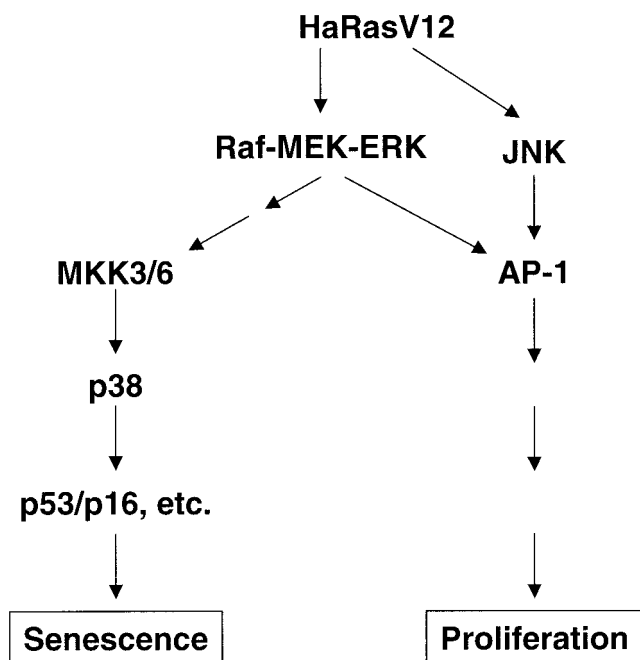 HaRasV12
Raf-MEK-ERK JNK
MKK3/6 AP-1
p38
p53/p16, etc.
Senescence Proliferation